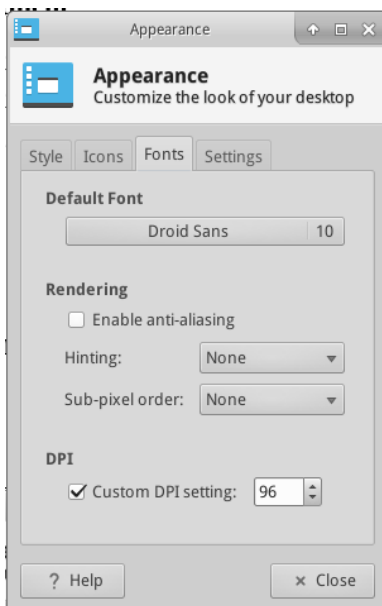 Appearance
Appearance
Customize the look of your desktop
Style Icons Fonts Settings
Default Font
Droid Sans 10
Rendering
Enable anti-aliasing
Hinting: None
Sub-pixel order: None
DPI
Custom DPI setting: 96
? Help × Close